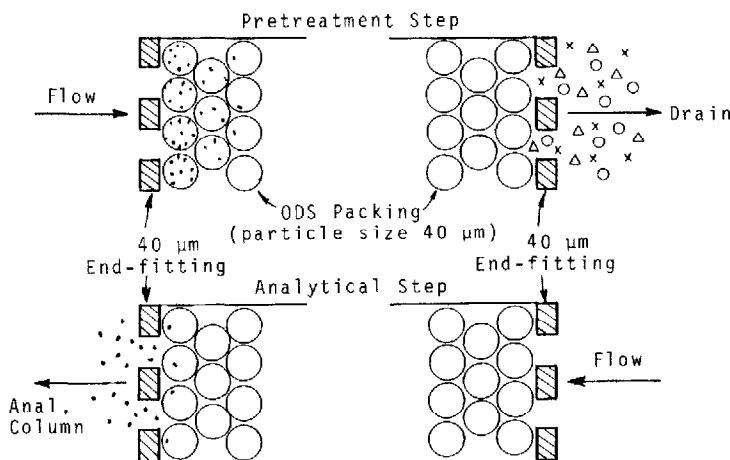 Pretreatment Step
Flow
Drain
ODS Packing
(particle size 40 µm)
40 µm
End-fitting
40 µm
End-fitting
Analytical Step
Flow
Anal.
Column